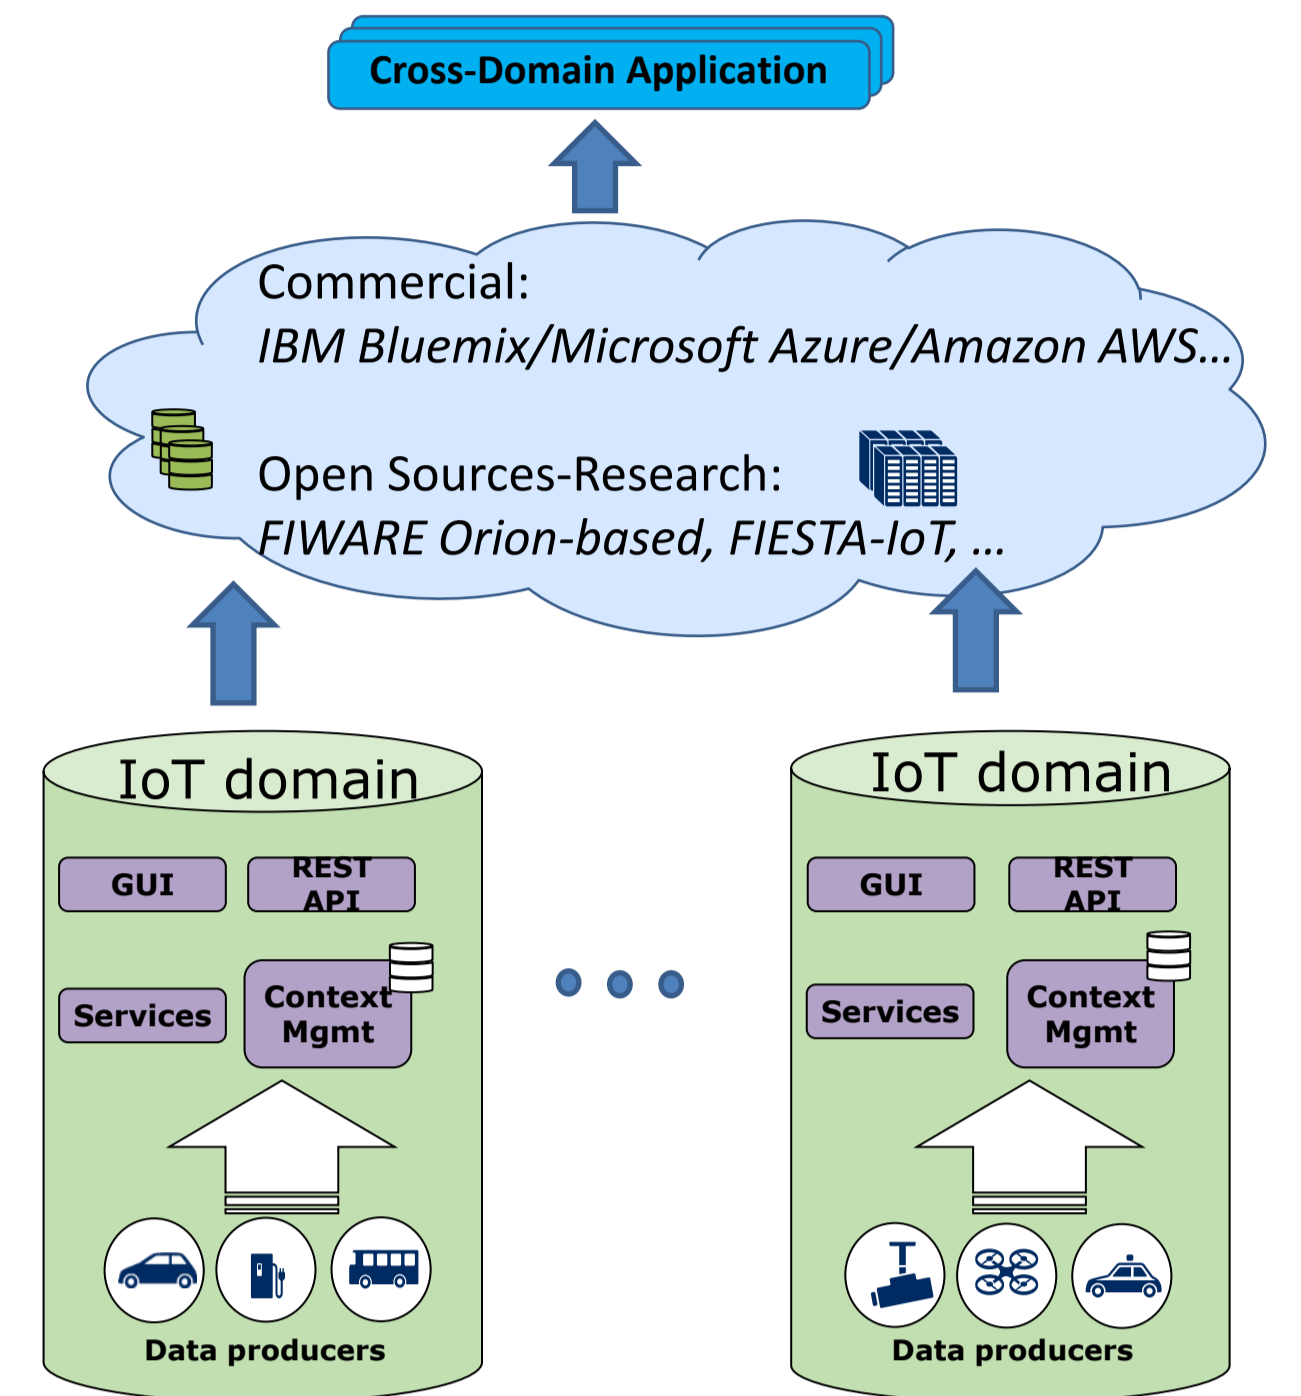 Cross-Domain Application
Commercial:
IBM Bluemix/Microsoft Azure/Amazon AWS...
Open Sources-Research:
FIWARE Orion-based, FIESTA-IoT, ...
IoT domain
GUI
REST
API
Services
Context
Mgmt
Data producers
IoT domain
GUI
REST
API
Services
Context
Mgmt
Data producers